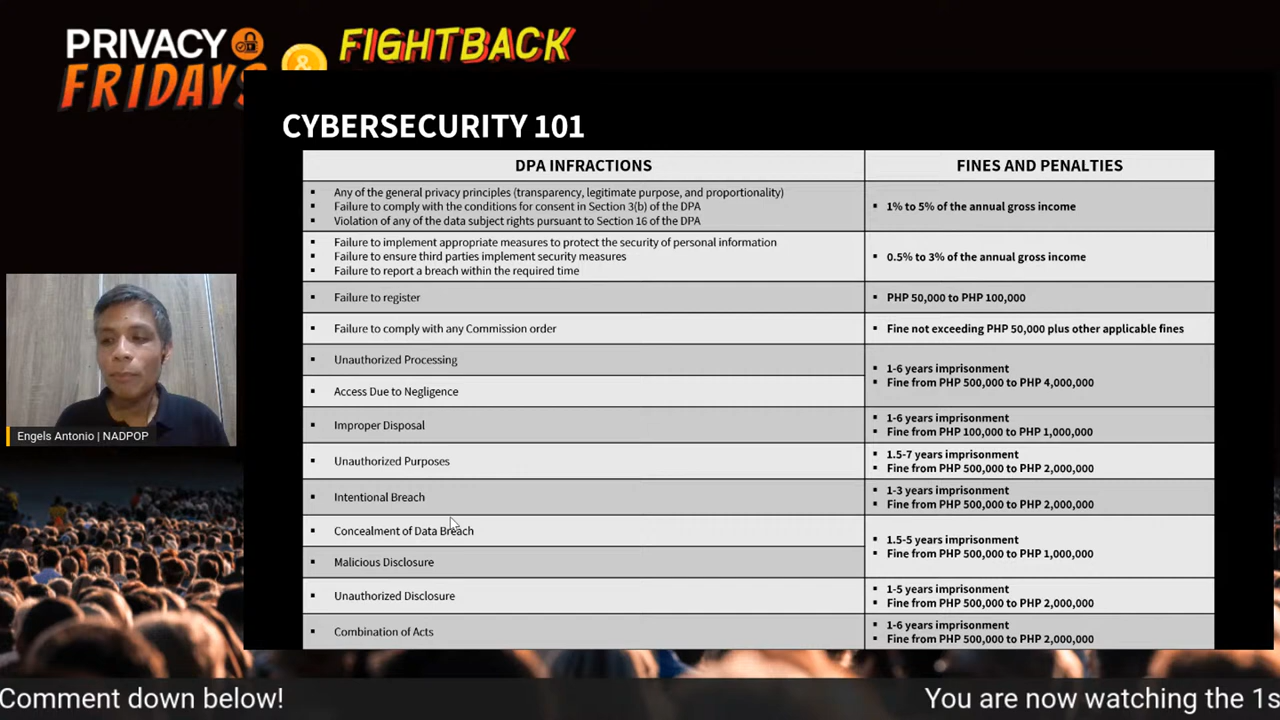 PRIVACY
FRIDAYS
&
FIGHTBACK
CYBERSECURITY 101
DPA INFRACTIONS
FINES AND PENALTIES
▪ Any of the general privacy principles (transparency, legitimate purpose, and proportionality)
▪ Failure to comply with the conditions for consent in Section 3(b) of the DPA
▪ Violation of any of the data subject rights pursuant to Section 16 of the DPA
▪ 1% to 5% of the annual gross income
▪ Failure to implement appropriate measures to protect the security of personal information
▪ Failure to ensure third parties implement security measures
▪ Failure to report a breach within the required time
▪ 0.5% to 3% of the annual gross income
▪ Failure to register
▪ PHP 50,000 to PHP 100,000
▪ Failure to comply with any Commission order
▪ Fine not exceeding PHP 50,000 plus other applicable fines
▪ Unauthorized Processing
▪ Access Due to Negligence
▪ 1-6 years imprisonment
▪ Fine from PHP 500,000 to PHP 4,000,000
▪ Improper Disposal
▪ 1-6 years imprisonment
▪ Fine from PHP 100,000 to PHP 1,000,000
▪ Unauthorized Purposes
▪ 1.5-7 years imprisonment
▪ Fine from PHP 500,000 to PHP 2,000,000
▪ Intentional Breach
▪ 1-3 years imprisonment
▪ Fine from PHP 500,000 to PHP 2,000,000
▪ Concealment of Data Breach
▪ Malicious Disclosure
▪ 1.5-5 years imprisonment
▪ Fine from PHP 500,000 to PHP 1,000,000
▪ Unauthorized Disclosure
▪ 1-5 years imprisonment
▪ Fine from PHP 500,000 to PHP 2,000,000
▪ Combination of Acts
▪ 1-6 years imprisonment
▪ Fine from PHP 500,000 to PHP 2,000,000
Engels Antonio | NADPOP
Comment down below!
You are now watching the 1s